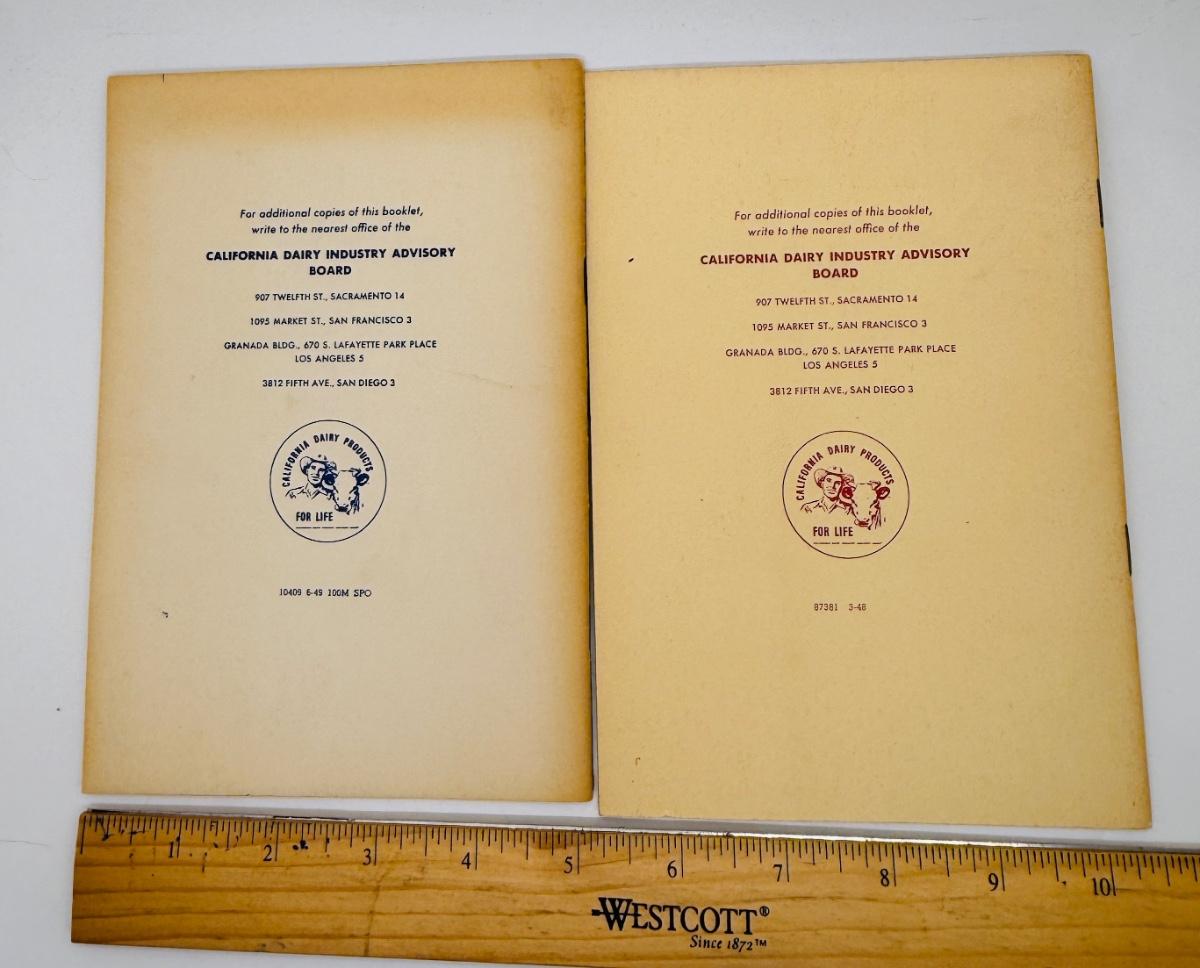 For additional copies of this booklet,
write to the nearest office of the
CALIFORNIA DAIRY INDUSTRY ADVISORY
BOARD
907 TWELFTH ST., SACRAMENTO 14
1095 MARKET ST., SAN FRANCISCO 3
GRANADA BLDG., 670 S. LAFAYETTE PARK PLACE
LOS ANGELES 5
3812 FIFTH AVE., SAN DIEGO 3
CALIFORNIA DAIRY PRODUCTS
FOR LIFE
10409 6-49 100M SPO
For additional copies of this booklet,
write to the nearest office of the
CALIFORNIA DAIRY INDUSTRY ADVISORY
BOARD
907 TWELFTH ST., SACRAMENTO 14
1095 MARKET ST., SAN FRANCISCO 3
GRANADA BLDG., 670 S. LAFAYETTE PARK PLACE
LOS ANGELES 5
3812 FIFTH AVE., SAN DIEGO 3
CALIFORNIA DAIRY PRODUCTS
FOR LIFE
87381 3-48
1 2 3 4 5 6 7 8 9 10
WESTCOTT®
Since 1872™